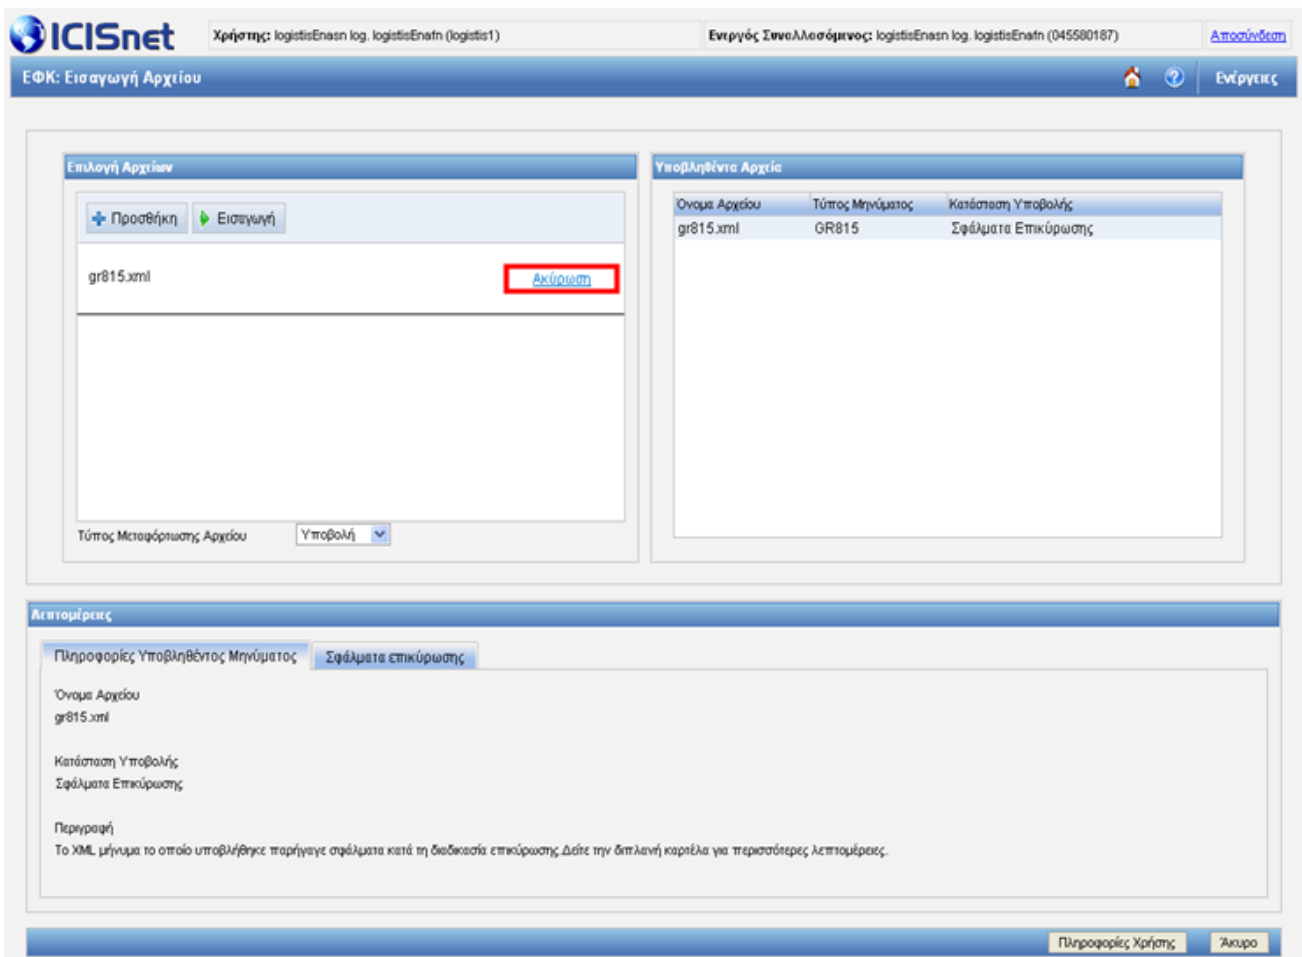 ICISnet
Χρήστης: logistisEnasn log. logistisEnafn (logistis1)
Ενεργός Συναλλασόμενος: logistisEnasn log. logistisEnafn (045580187)
Αποσύνδεση
ΕΦΚ: Εισαγωγή Αρχείου
Ενέργειες
Επιλογή Αρχείων
Προσθήκη
Εισαγωγή
gr815.xml
Ακύρωση
Τύπος Μεταφόρτωσης Αρχείου
Υποβολή
Υποβληθέντα Αρχεία
Όνομα Αρχείου Τύπος Μηνύματος Κατάσταση Υποβολής
gr815.xml GR815 Σφάλματα Επικύρωσης
Λεπτομέρειες
Πληροφορίες Υποβληθέντος Μηνύματος
Σφάλματα επικύρωσης
Όνομα Αρχείου
gr815.xml
Κατάσταση Υποβολής
Σφάλματα Επικύρωσης
Περιγραφή
Το XML μήνυμα το οποίο υποβλήθηκε παρήγαγε σφάλματα κατά τη διαδικασία επικύρωσης.Δείτε την διπλανή καρτέλα για περισσότερες λεπτομέρειες.
Πληροφορίες Χρήσης
Άκυρο